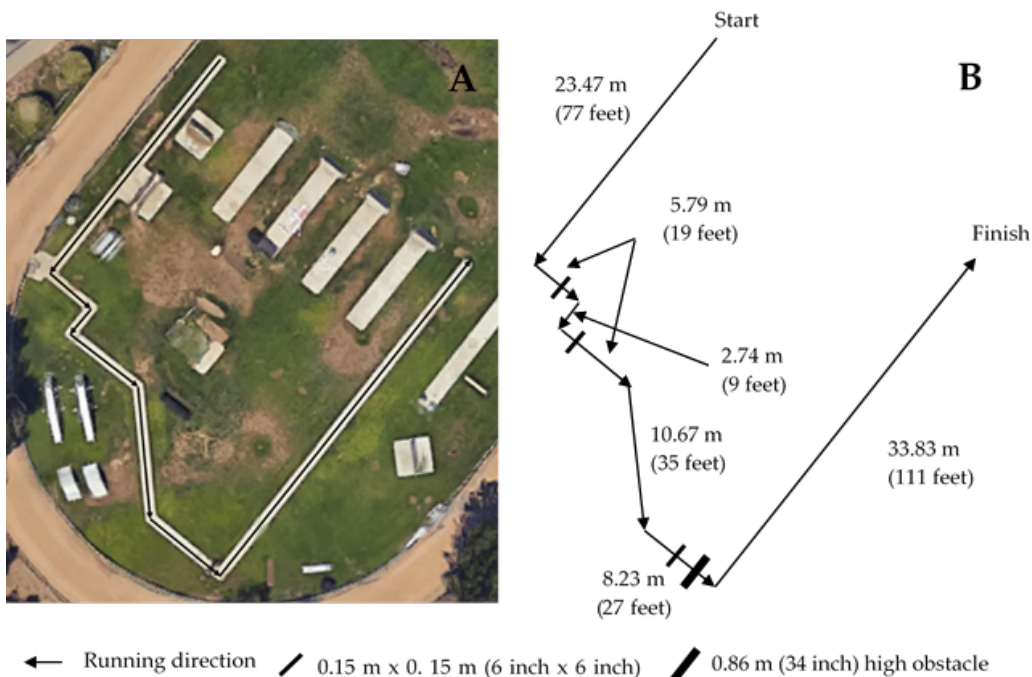 Start
A
B
23.47 m
(77 feet)
5.79 m
(19 feet)
Finish
2.74 m
(9 feet)
10.67 m
(35 feet)
33.83 m
(111 feet)
8.23 m
(27 feet)
Running direction
0.15 m x 0. 15 m (6 inch x 6 inch)
0.86 m (34 inch) high obstacle